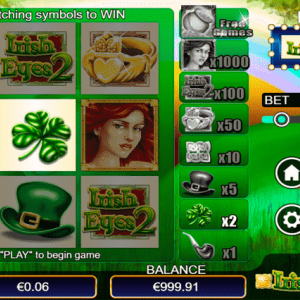 tching symbols to WIN
Irish Eyes 2
Irish Eyes 2
Irish Eyes 2
"PLAY" to begin game
Free Games
x1000
x100
x50
x10
x5
x2
x1
BET
€0.06
BALANCE
€999.91